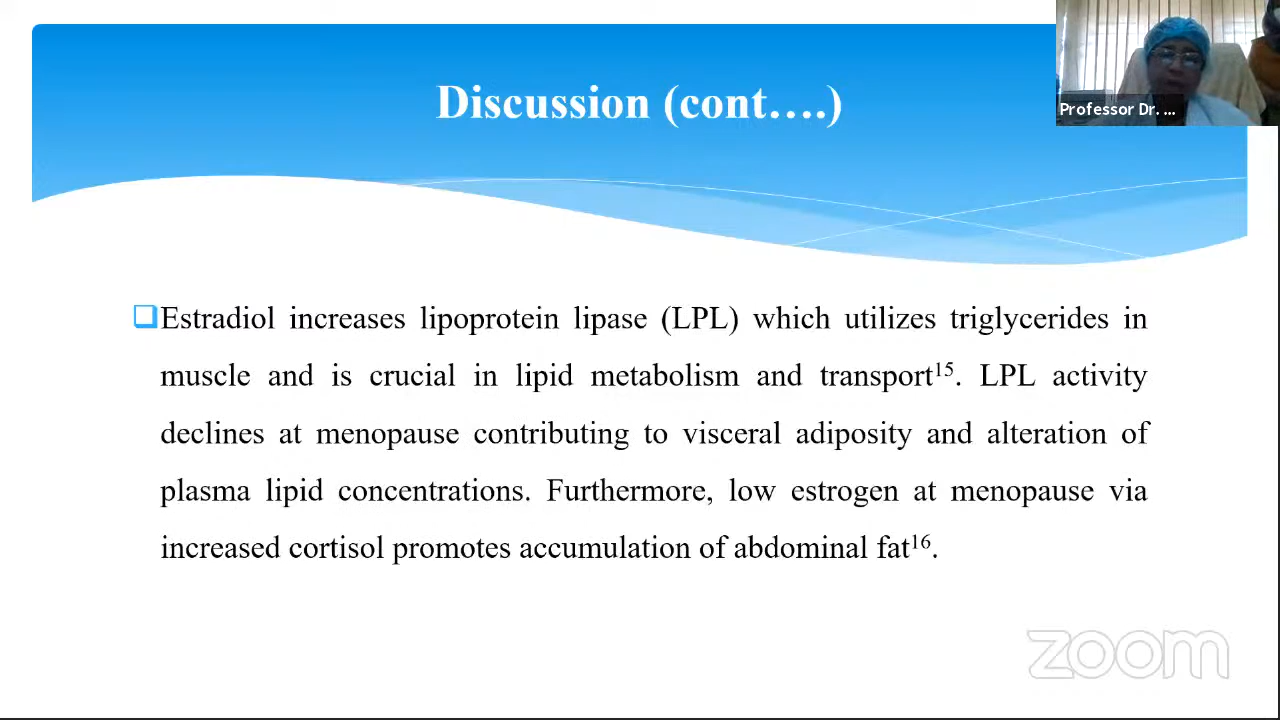 Discussion (cont....)
Professor Dr. ...
Estradiol increases lipoprotein lipase (LPL) which utilizes triglycerides in
muscle and is crucial in lipid metabolism and transport¹⁵. LPL activity
declines at menopause contributing to visceral adiposity and alteration of
plasma lipid concentrations. Furthermore, low estrogen at menopause via
increased cortisol promotes accumulation of abdominal fat¹⁶.
zoom